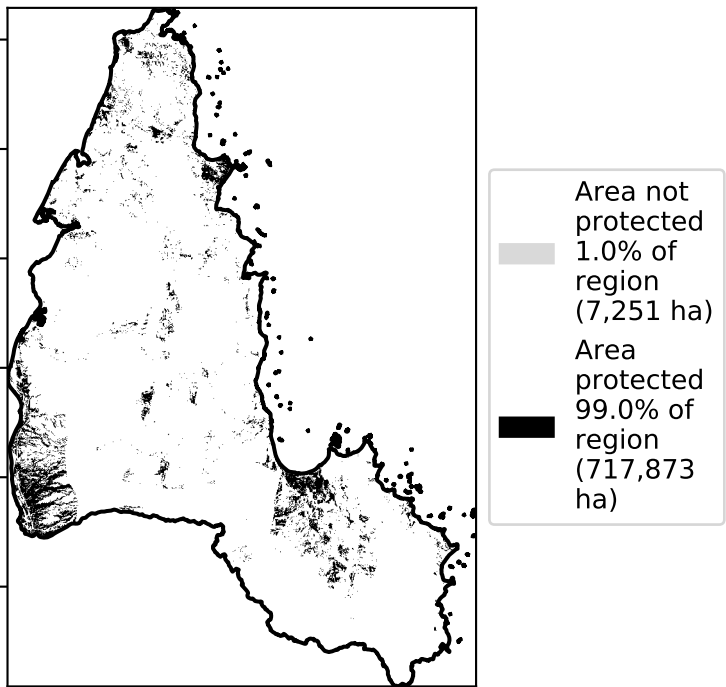 Area not
protected
1.0% of
region
(7,251 ha)
Area
protected
99.0% of
region
(717,873
ha)